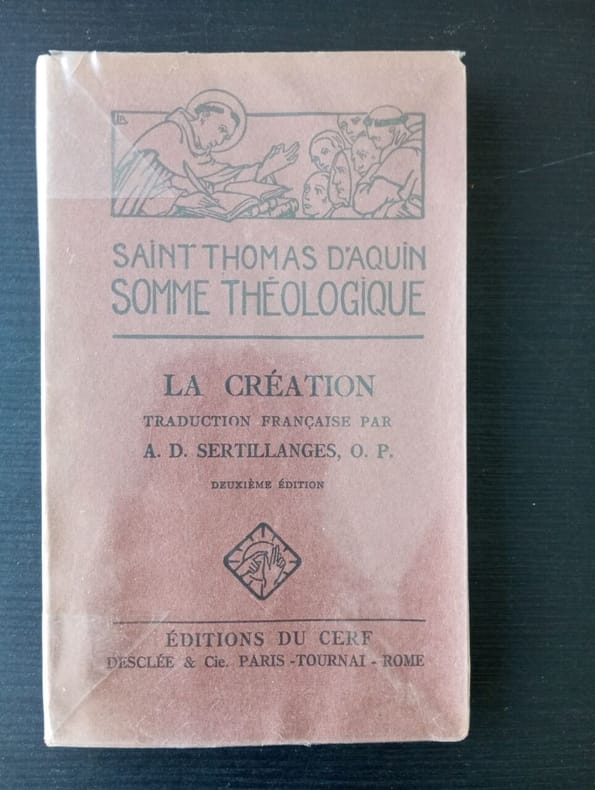 SAINT THOMAS D'AQUIN
SOMME THÉOLOGIQUE
LA CRÉATION
TRADUCTION FRANÇAISE PAR
A. D. SERTILLANGES, O. P.
DEUXIÈME ÉDITION
ÉDITIONS DU CERF
DESCLÉE & Cie. PARIS - TOURNAI - ROME